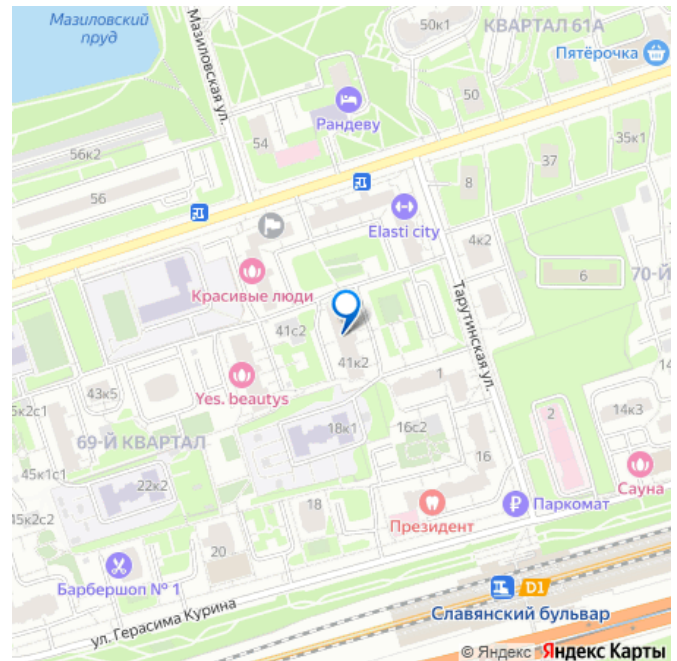 Мазиловский
пруд
50к1
КВАРТАЛ 61А
Пятёрочка
Мазиловская ул.
50
Рандеву
54
35к1
56к2
37
56
8
Elasti city
4к2
Красивые люди
6
70-Й
Тарутинская ул.
41с2
41к2
43к5
Yes. beautys
1
14
5к2с1
69-Й КВАРТАЛ
18к1
16с2
2
14к3
45к1с1
22к2
16
Сауна
18
Президент
Паркомат
45к2с2
20
Барбершоп № 1
D1
Славянский бульвар
ул. Герасима Курина
© Яндекс Яндекс Карты